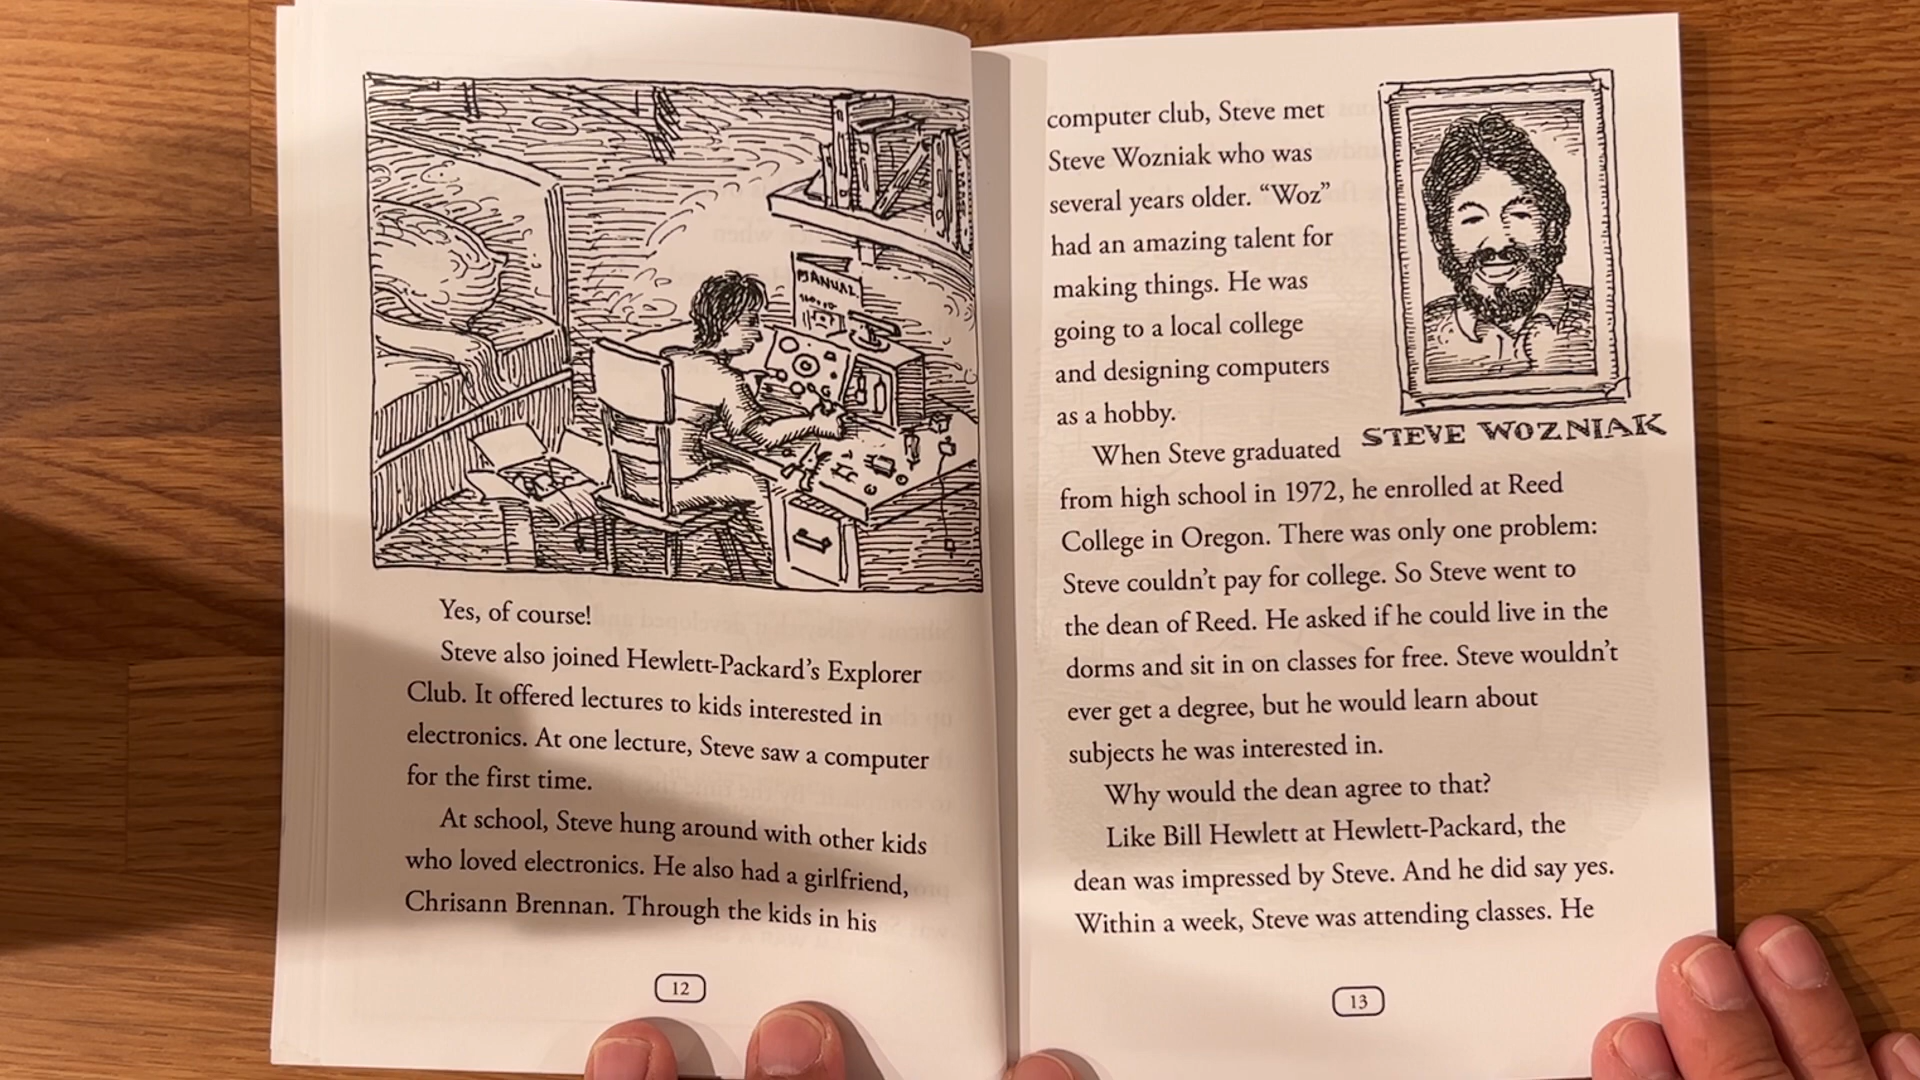 MANUAL
Yes, of course!
Steve also joined Hewlett-Packard’s Explorer
Club. It offered lectures to kids interested in
electronics. At one lecture, Steve saw a computer
for the first time.
At school, Steve hung around with other kids
who loved electronics. He also had a girlfriend,
Chrisann Brennan. Through the kids in his
12
computer club, Steve met
Steve Wozniak who was
several years older. “Woz”
had an amazing talent for
making things. He was
going to a local college
and designing computers
as a hobby.
STEVE WOZNIAK
When Steve graduated
from high school in 1972, he enrolled at Reed
College in Oregon. There was only one problem:
Steve couldn’t pay for college. So Steve went to
the dean of Reed. He asked if he could live in the
dorms and sit in on classes for free. Steve wouldn’t
ever get a degree, but he would learn about
subjects he was interested in.
Why would the dean agree to that?
Like Bill Hewlett at Hewlett-Packard, the
dean was impressed by Steve. And he did say yes.
Within a week, Steve was attending classes. He
13